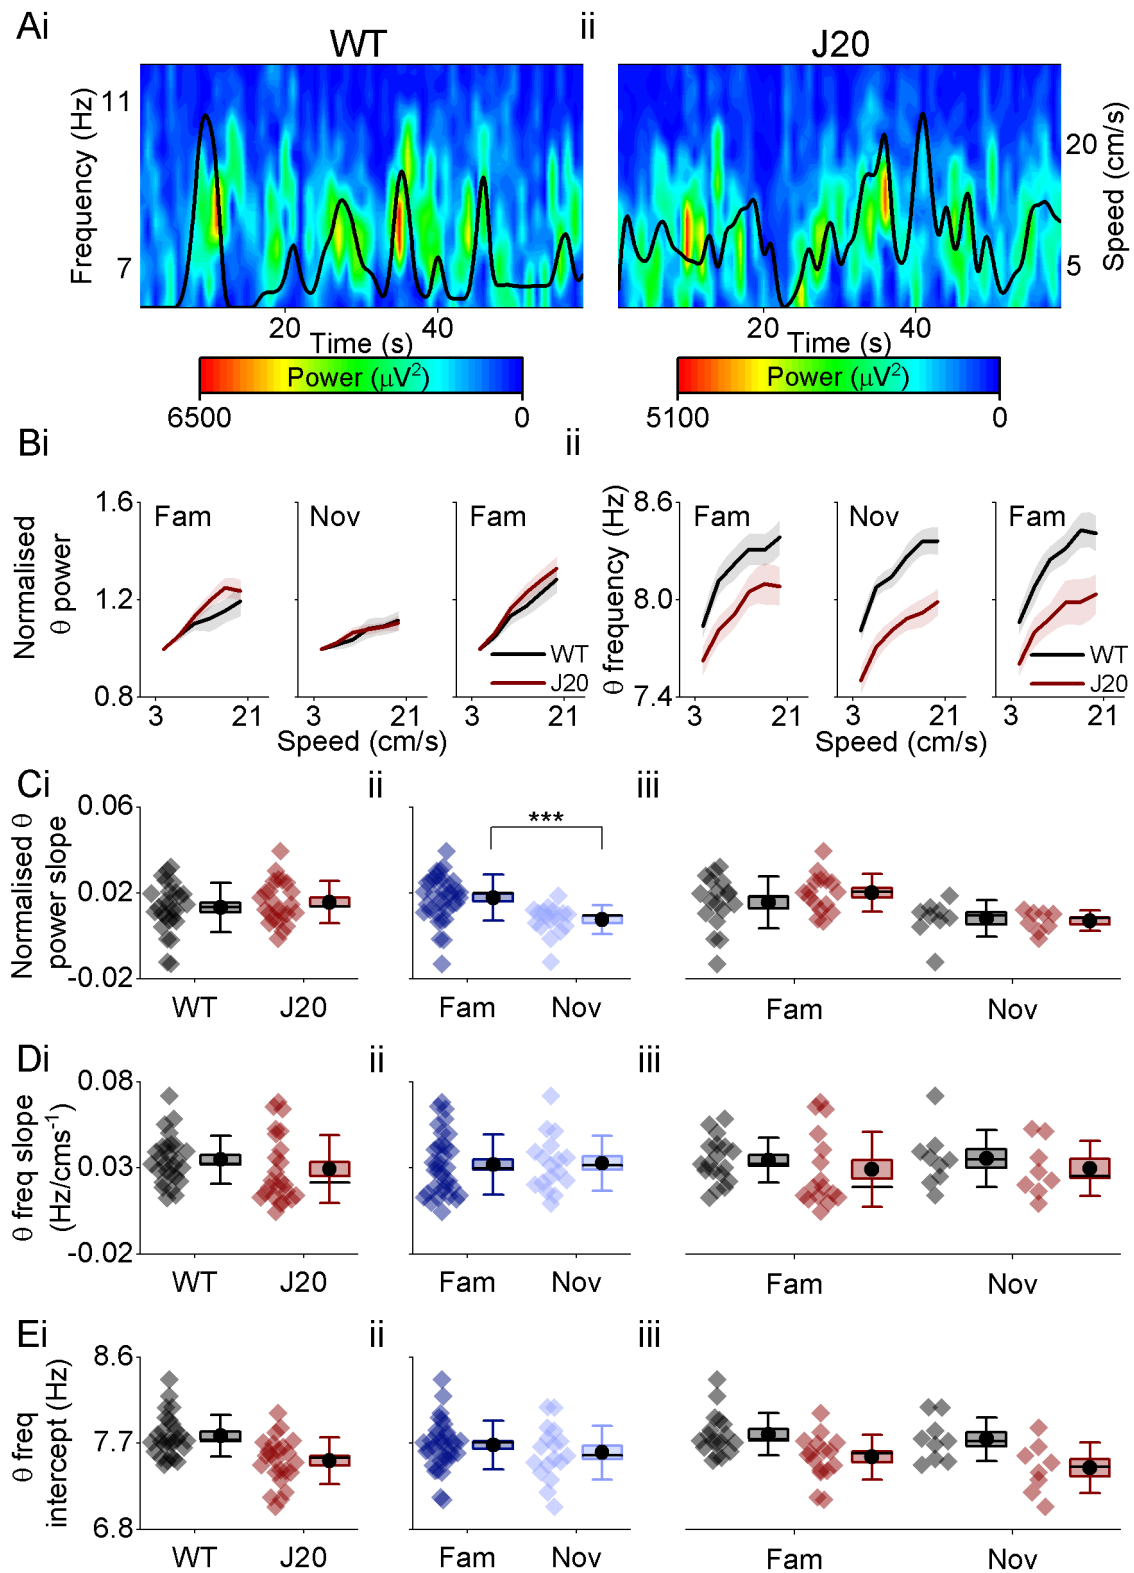 Ai
WT
ii
J20
Frequency (Hz)
11
7
20
40
Time (s)
20
40
Time (s)
20
5
Speed (cm/s)
Power (μV²)
6500
0
Power (μV²)
5100
0
Bi
ii
Normalised
θ power
1.6
1.2
0.8
Fam
Nov
Fam
WT
J20
3
21
3
21
3
21
Speed (cm/s)
θ frequency (Hz)
8.6
8.0
7.4
Fam
Nov
Fam
WT
J20
3
21
3
21
3
21
Speed (cm/s)
Ci
ii
iii
Normalised θ
power slope
0.06
0.02
-0.02
***
WT
J20
Fam
Nov
Fam
Nov
Di
ii
iii
θ freq slope
(Hz/cms⁻¹)
0.08
0.03
-0.02
WT
J20
Fam
Nov
Fam
Nov
Ei
ii
iii
θ freq
intercept (Hz)
8.6
7.7
6.8
WT
J20
Fam
Nov
Fam
Nov